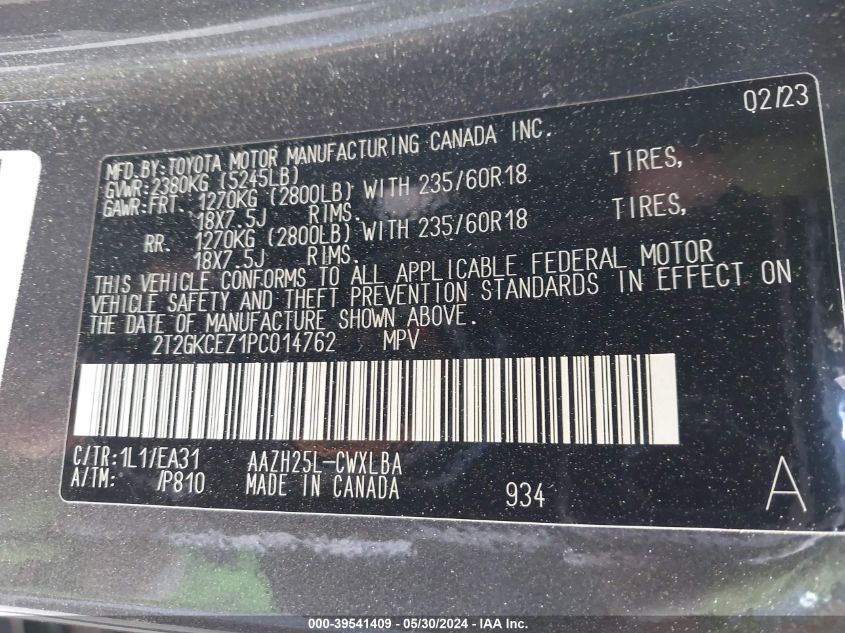 02/23
MFD.BY:TOYOTA MOTOR MANUFACTURING CANADA INC.
GVWR:2380KG (5245LB)
GAWR-FRT. 1270KG (2800LB) WITH 235/60R18 TIRES,
18X7.5J RIMS.
RR. 1270KG (2800LB) WITH 235/60R18 TIRES,
18X7.5J RIMS.
THIS VEHICLE CONFORMS TO ALL APPLICABLE FEDERAL MOTOR
VEHICLE SAFETY AND THEFT PREVENTION STANDARDS IN EFFECT ON
THE DATE OF MANUFACTURE SHOWN ABOVE.
2T2GKCEZ1PC014762 MPV
C/TR:1L1/EA31 AAZH25L-CWXLBA
A/TM: /P810 MADE IN CANADA
934
A
000-39541409 - 05/30/2024 - IAA Inc.